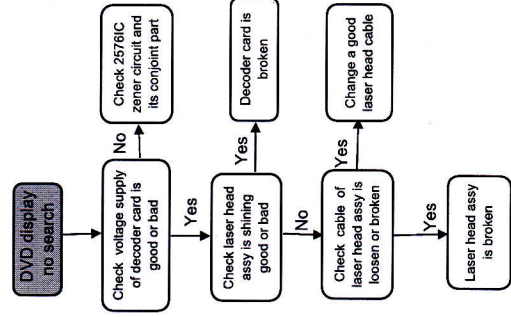 DVD display
no search
Check voltage supply
of decoder card is
good or bad
No
Check 2576IC
zener circuit and
its conjoint part
Yes
Check laser head
assy is shining
good or bad
Yes
Decoder card is
broken
No
Check cable of
laser head assy is
loosen or broken
Yes
Change a good
laser head cable
Yes
Laser head assy
is broken